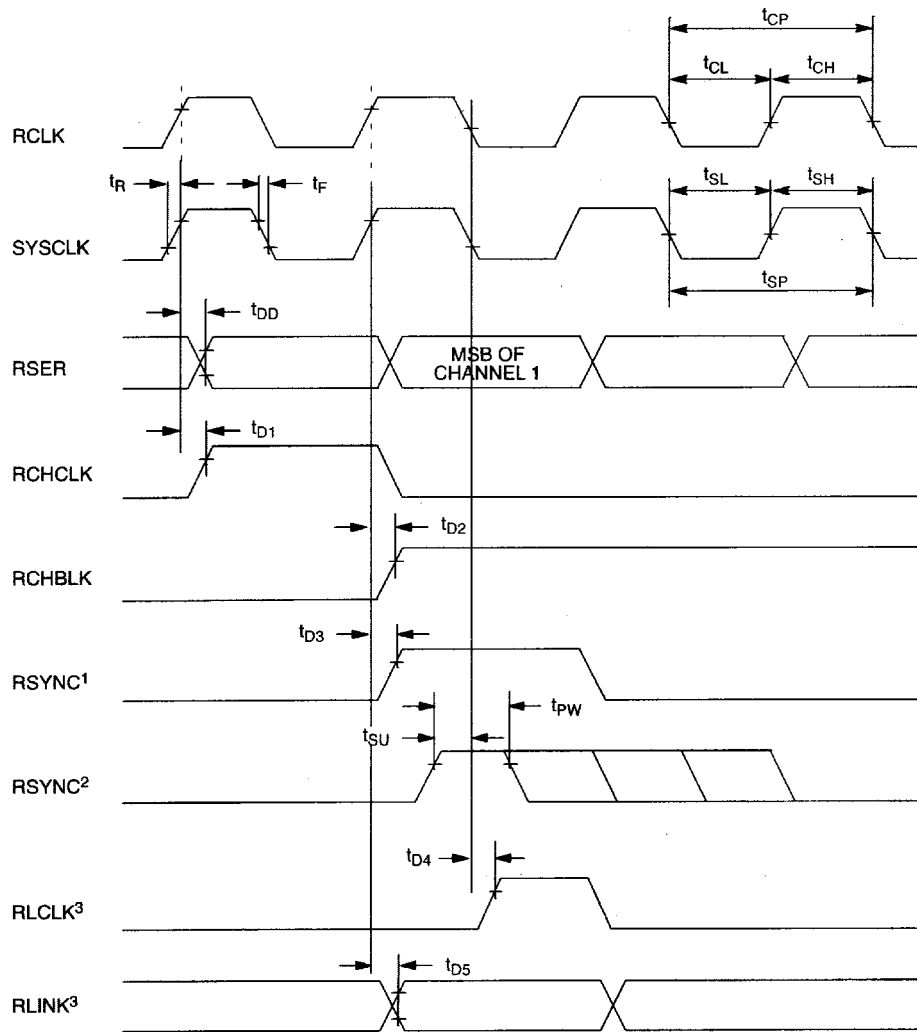 tCP
tCL tCH
RCLK
tR tF tSL tSH
SYSCLK
tSP
tDD
RSER
MSB OF
CHANNEL 1
tD1
RCHCLK
tD2
RCHBLK
tD3
RSYNC1
tPW
tSU
RSYNC2
tD4
RLCLK3
tD5
RLINK3